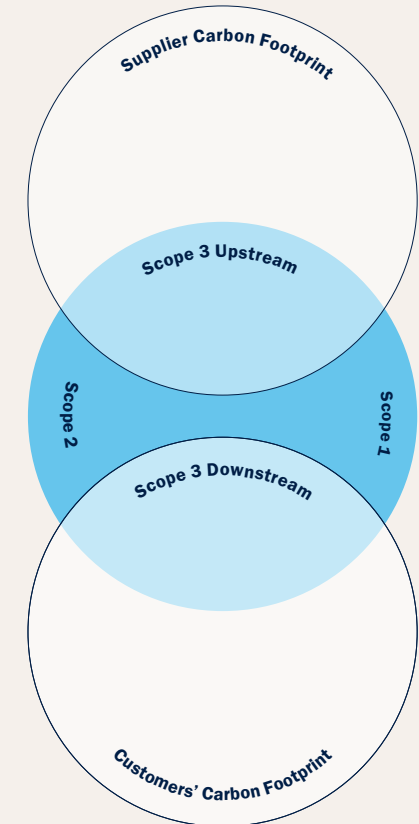 Supplier Carbon Footprint
Scope 3 Upstream
Scope 2
Scope 1
Scope 3 Downstream
Customers’ Carbon Footprint